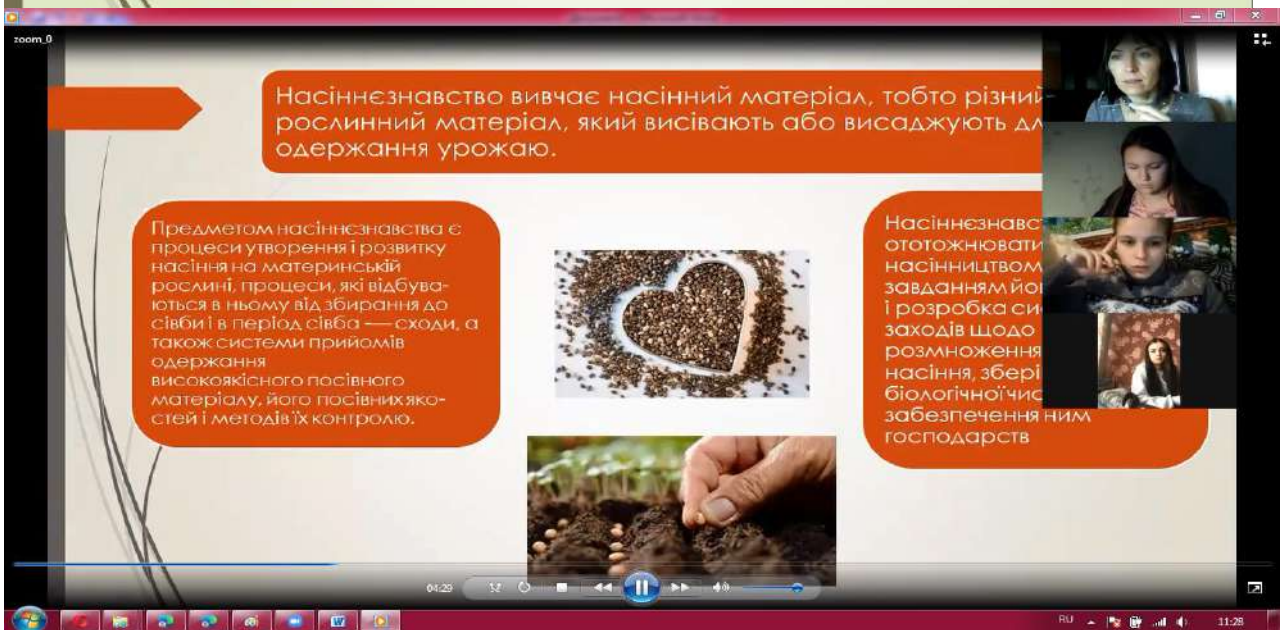 zoom_0
Насіннєзнавство вивчає насінний матеріал, тобто різний
рослинний матеріал, який висівають або висаджують дл
одержання урожаю.
Предметом насіннєзнавства є
процеси утворення і розвитку
насіння на материнській
рослині, процеси, які відбува-
ються в ньому від збирання до
сівби і в період сівба — сходи, а
також системи прийомів
одержання
високоякісного посівного
матеріалу, його посівних яко-
стей і методів їх контролю.
Насіннєзнавс
ототожнювати
насінництвом
завданням йо
і розробка си
заходів щодо
розмноження
насіння, збері
біологічної чис
забезпечення ним
господарств
04:29
RU
11:28